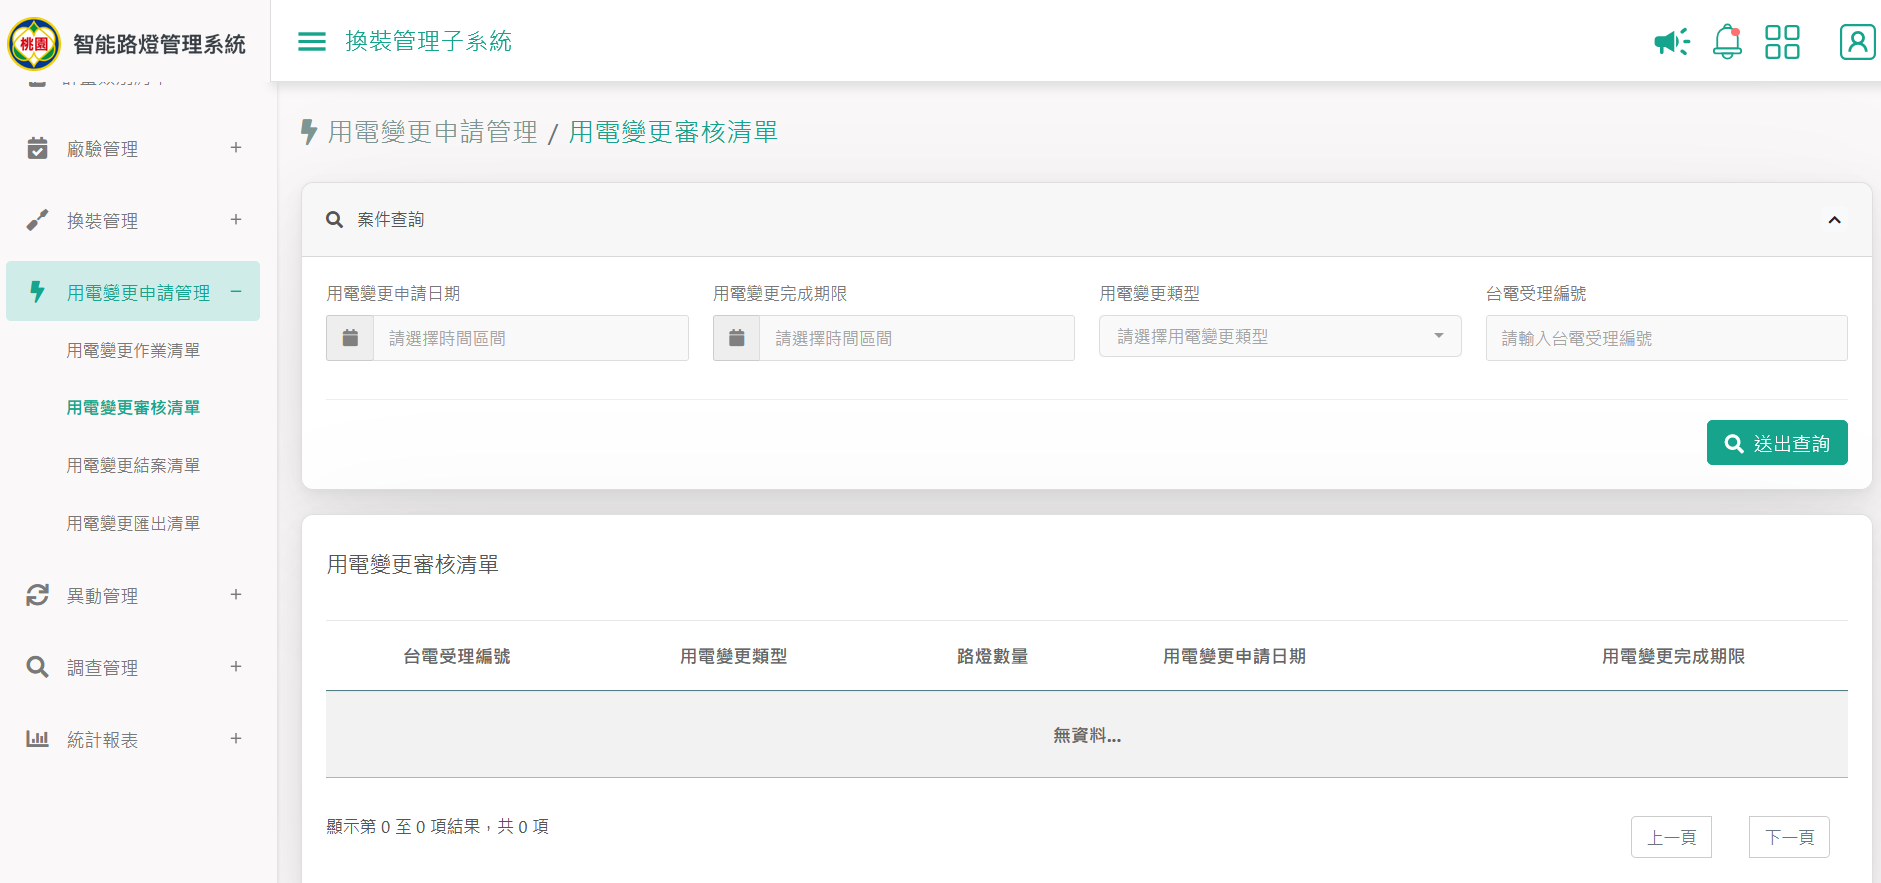 桃園
智能路燈管理系統
換裝管理子系統
廠驗管理
換裝管理
用電變更申請管理
用電變更作業清單
用電變更審核清單
用電變更結案清單
用電變更匯出清單
異動管理
調查管理
統計報表
用電變更申請管理 / 用電變更審核清單
案件查詢
用電變更申請日期 用電變更完成期限 用電變更類型 台電受理編號
請選擇時間區間 請選擇時間區間 請選擇用電變更類型 請輸入台電受理編號
送出查詢
用電變更審核清單
台電受理編號 用電變更類型 路燈數量 用電變更申請日期 用電變更完成期限
無資料...
顯示第 0 至 0 項結果，共 0 項
上一頁 下一頁